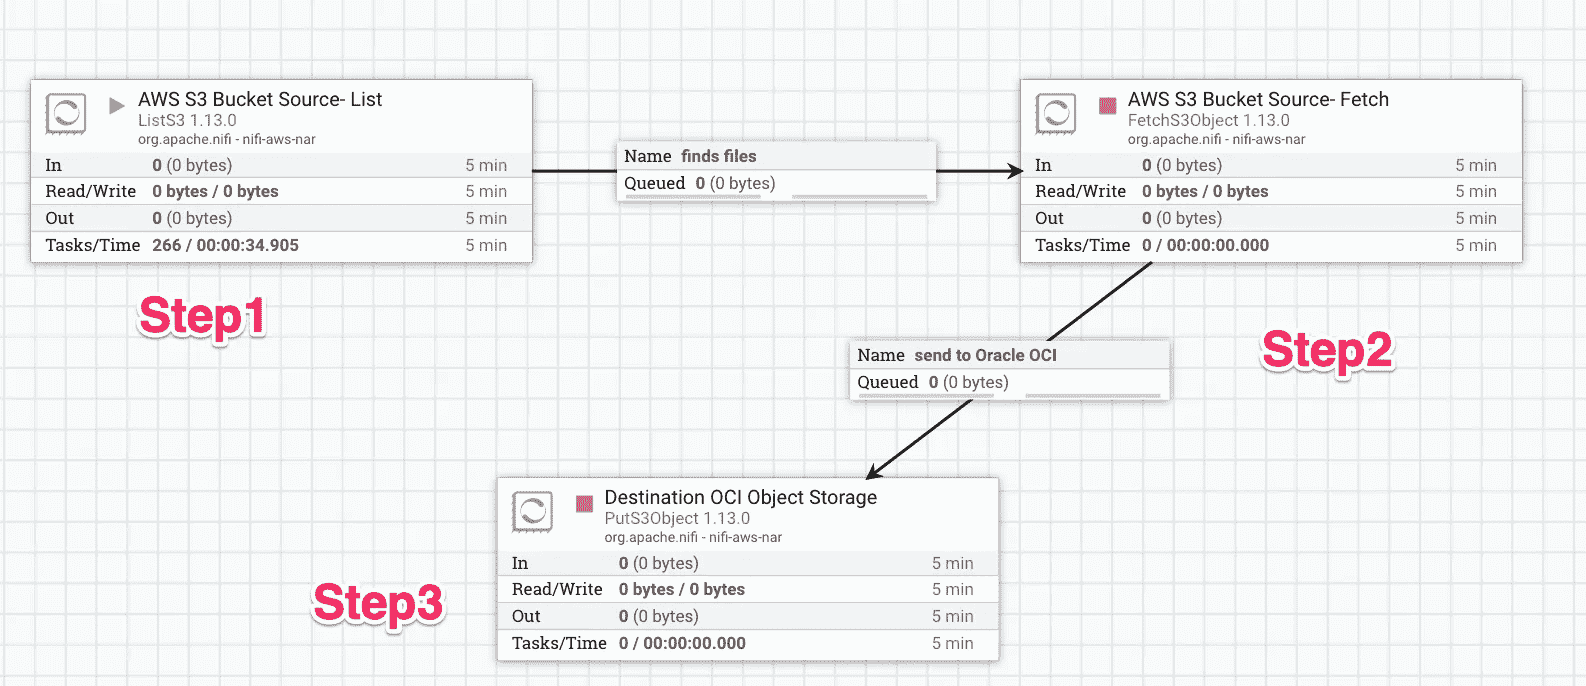 AWS S3 Bucket Source- List
ListS3 1.13.0
org.apache.nifi - nifi-aws-nar
In 0 (0 bytes) 5 min
Read/Write 0 bytes / 0 bytes 5 min
Out 0 (0 bytes) 5 min
Tasks/Time 266 / 00:00:34.905 5 min
Step1
Name finds files
Queued 0 (0 bytes)
AWS S3 Bucket Source- Fetch
FetchS3Object 1.13.0
org.apache.nifi - nifi-aws-nar
In 0 (0 bytes) 5 min
Read/Write 0 bytes / 0 bytes 5 min
Out 0 (0 bytes) 5 min
Tasks/Time 0 / 00:00:00.000 5 min
Step2
Name send to Oracle OCI
Queued 0 (0 bytes)
Destination OCI Object Storage
PutS3Object 1.13.0
org.apache.nifi - nifi-aws-nar
In 0 (0 bytes) 5 min
Read/Write 0 bytes / 0 bytes 5 min
Out 0 (0 bytes) 5 min
Tasks/Time 0 / 00:00:00.000 5 min
Step3